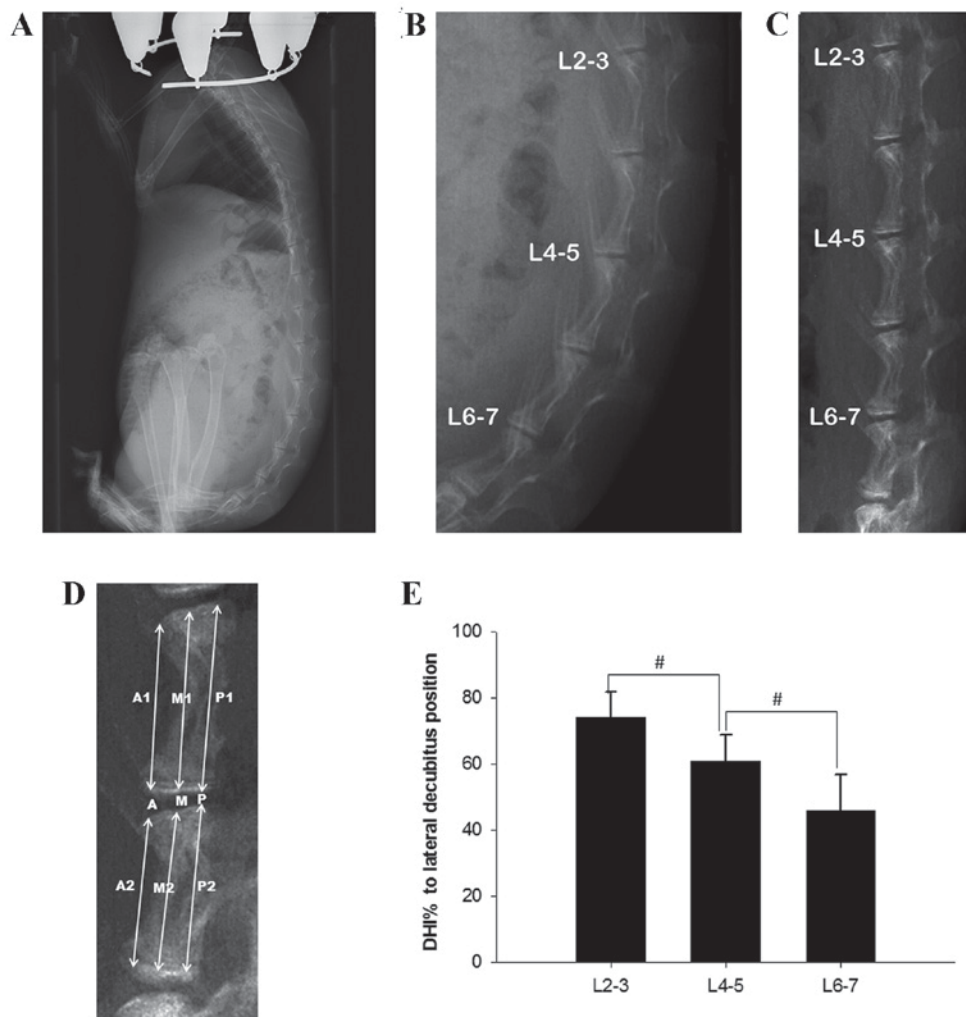 A
B
C
L2-3
L4-5
L6-7
L2-3
L4-5
L6-7
D
A1 M1 P1
A M P
A2 M2 P2
E
DHI% to lateral decubitus position
100
80
60
40
20
0
#
#
L2-3 L4-5 L6-7